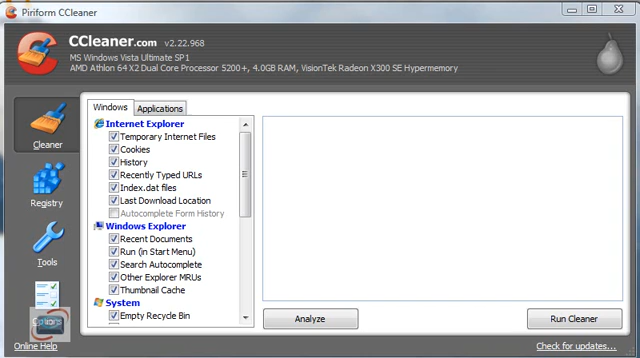 Piriform CCleaner
CCleaner.com v2.22.968
MS Windows Vista Ultimate SP1
AMD Athlon 64 X2 Dual Core Processor 5200+, 4.0GB RAM, VisionTek Radeon X300 SE Hypermemory
Cleaner
Registry
Tools
Online Help
Windows
Applications
Internet Explorer
Temporary Internet Files
Cookies
History
Recently Typed URLs
Index.dat files
Last Download Location
Autocomplete Form History
Windows Explorer
Recent Documents
Run (in Start Menu)
Search Autocomplete
Other Explorer MRUs
Thumbnail Cache
System
Empty Recycle Bin
Analyze
Run Cleaner
Check for updates...